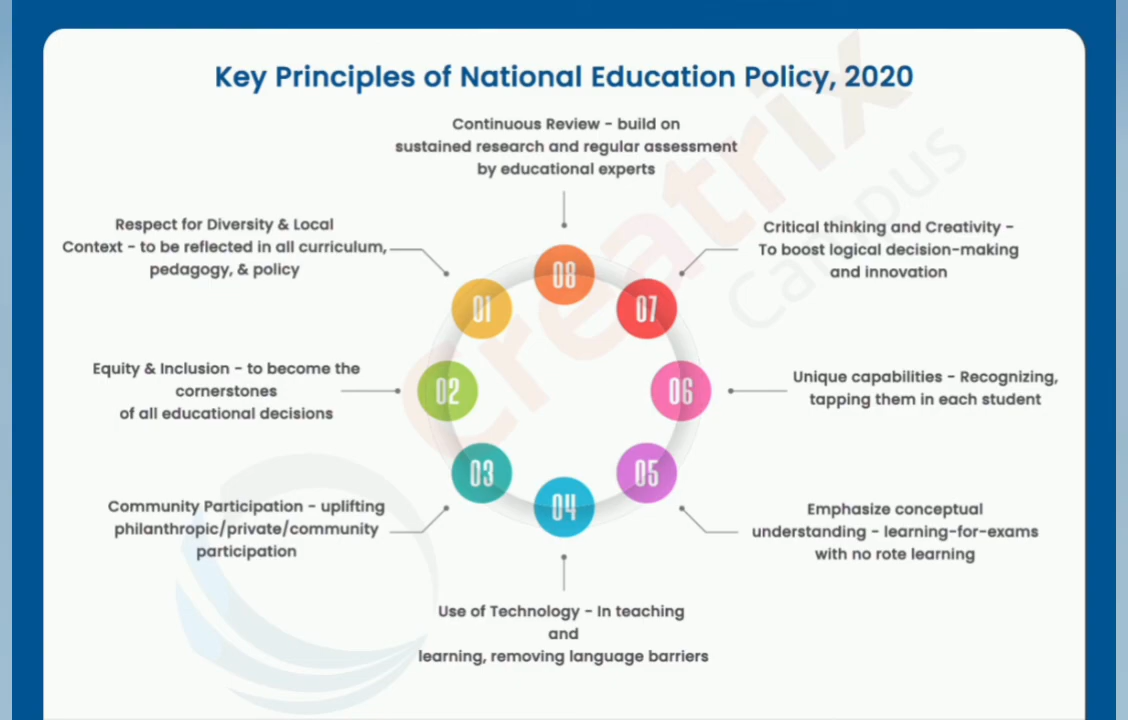 Key Principles of National Education Policy, 2020
Continuous Review - build on
sustained research and regular assessment
by educational experts
Respect for Diversity & Local
Context - to be reflected in all curriculum,
pedagogy, & policy
Critical thinking and Creativity -
To boost logical decision-making
and innovation
08
01
07
Equity & Inclusion - to become the
cornerstones
of all educational decisions
02
06
Unique capabilities - Recognizing,
tapping them in each student
03
05
04
Community Participation - uplifting
philanthropic/private/community
participation
Emphasize conceptual
understanding - learning-for-exams
with no rote learning
Use of Technology - In teaching
and
learning, removing language barriers
Creatrix
Campus